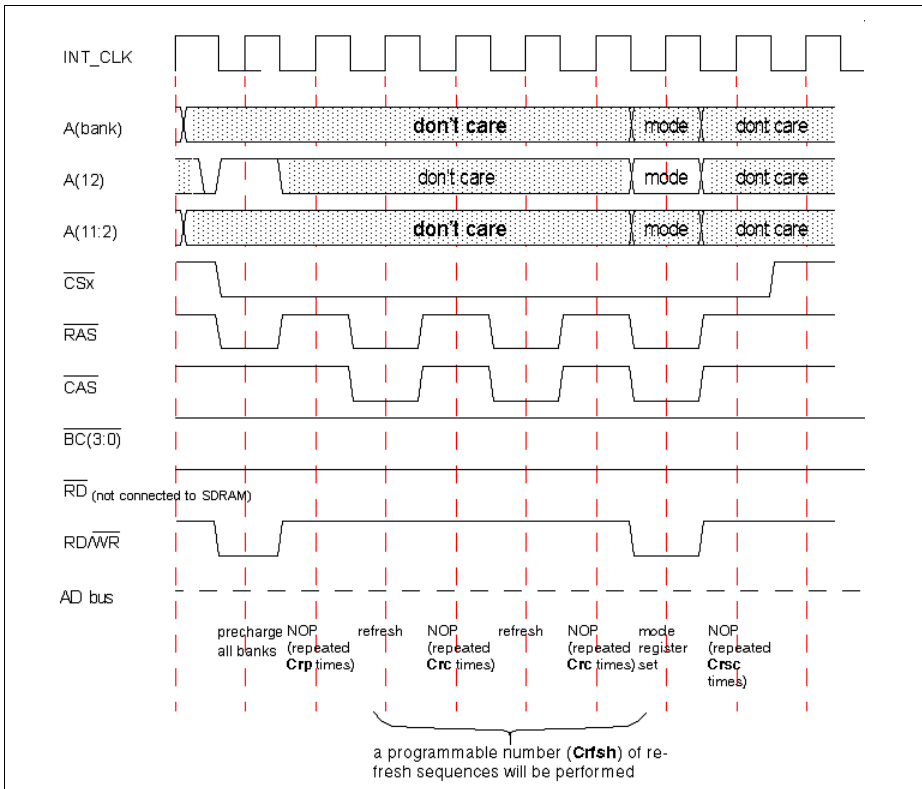 INT_CLK
A(bank) don't care mode dont care
A(12) don't care mode dont care
A(11:2) don't care mode dont care
CSx
RAS
CAS
BC(3:0)
RD (not connected to SDRAM)
RD/WR
AD bus
precharge NOP refresh NOP refresh NOP mode NOP
all banks (repeated (repeated (repeated register (repeated
Crp times) Crc times) Crc times) set Crsc
times)
a programmable number (Crfsh) of re-
fresh sequences will be performed